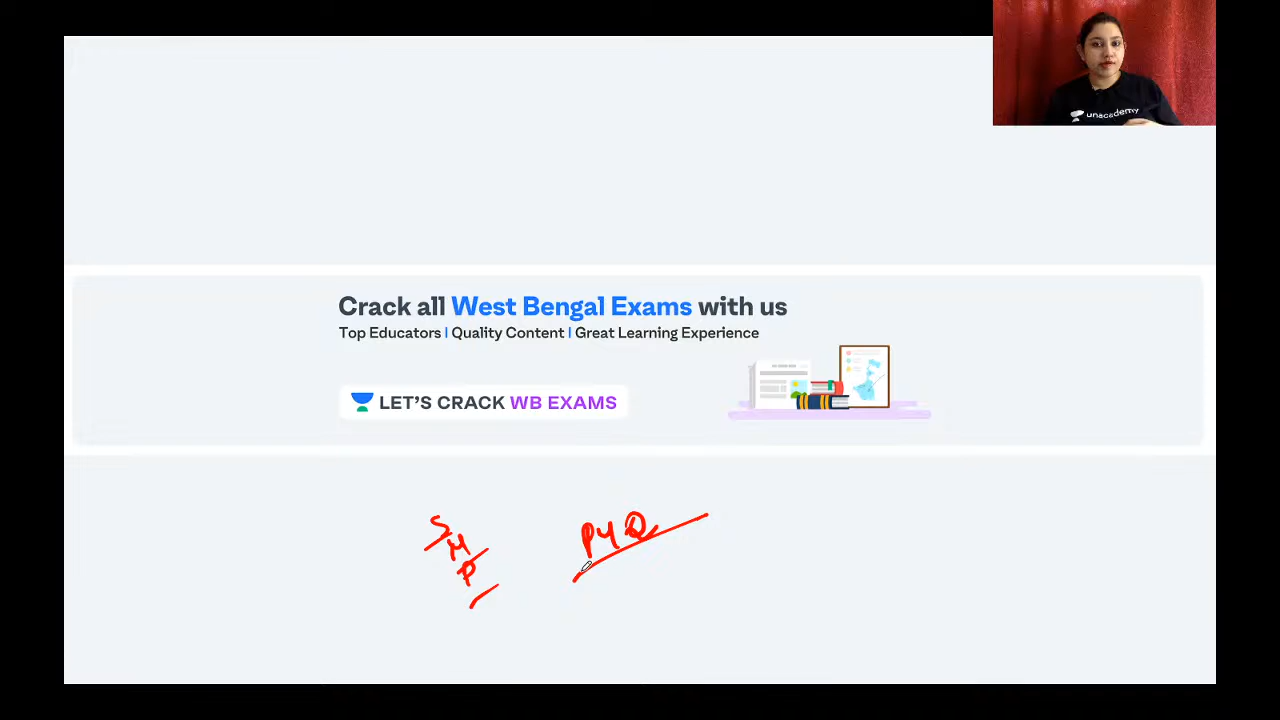 unacademy
Crack all West Bengal Exams with us
Top Educators | Quality Content | Great Learning Experience
LET'S CRACK WB EXAMS
PYQ
S
M
P